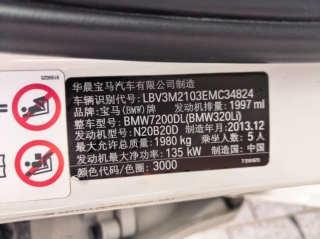 华晨宝马汽车有限公司制造
车辆识别代号: LBV3M2103EMC34824
品牌:宝马(BMW)牌 发动机排量: 1997 ml
整车型号: BMW7200DL(BMW320Li)
发动机型号: N20B20D 制造年月: 2013.12
最大允许总质量: 1980 kg 乘坐人数: 5人
发动机最大净功率: 135 kW 制造国: 中国
颜色代码/色圈: 3000